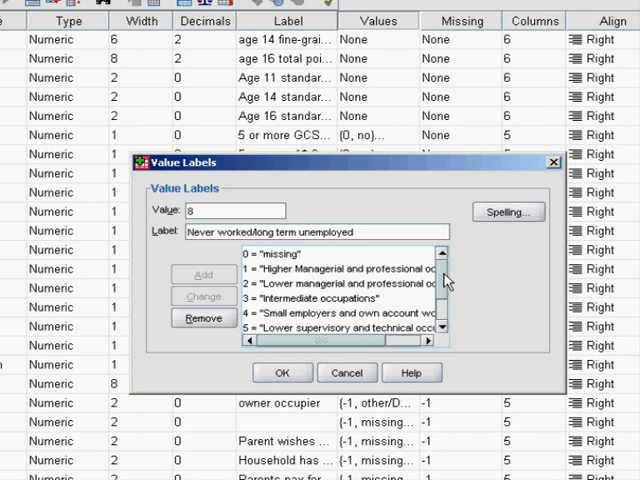 Type Width Decimals Label Values Missing Columns Align
Numeric 6 2 age 14 fine-grai... None None 6 Right
Numeric 8 2 age 16 total poi... None None 6 Right
Numeric 2 0 Age 11 standar... None None 6 Right
Numeric 2 0 Age 14 standar... None None 6 Right
Numeric 2 0 Age 16 standar... None None 6 Right
Numeric 1 0 5 or more GCS... {0, no}... None 5 Right
Numeric Right
Value Labels
Numeric Right
Value Labels
Numeric Right
Value: 8 Spelling...
Numeric Right
Label: Never worked/long term unemployed
Numeric Right
0 = "missing"
Numeric 1 = "Higher Managerial and professional oc Right
Add
Numeric 2 = "Lower managerial and professional oc Right
Change 3 = "Intermediate occupations"
Numeric 4 = "Small employers and own account wo Right
Remove
Numeric 5 = "Lower supervisory and technical occu Right
Numeric Right
Numeric Right
OK Cancel Help
Numeric 8 Right
Numeric 2 0 owner occupier {-1, other/D... -1 5 Right
Numeric 2 0 {-1, missing... -1 5 Right
Numeric 2 0 Parent wishes ... {-1, missing... -1 5 Right
Numeric 2 0 Household has ... {-1, missing... -1 5 Right